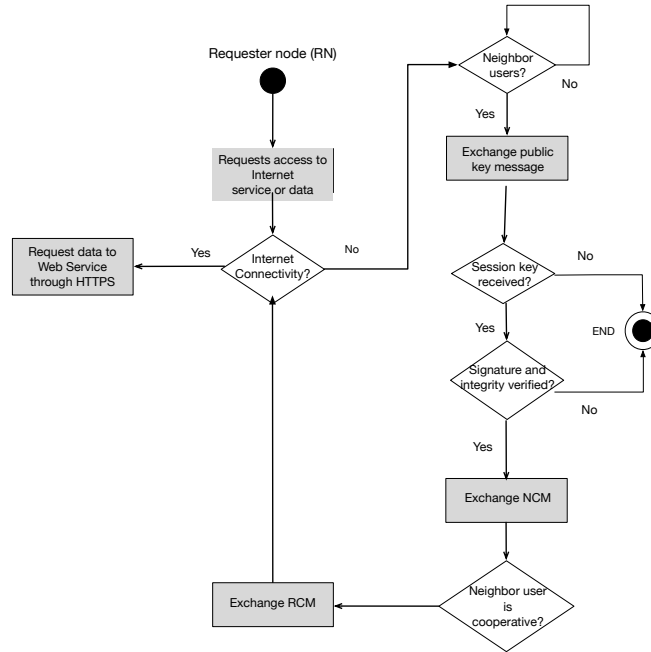 Requester node (RN)
Neighbor
users?
No
Yes
Requests access to
Internet
service or data
Exchange public
key message
Request data to
Web Service
through HTTPS
Yes
Internet
Connectivity?
No
Session key
received?
No
Yes
END
Signature and
integrity verified?
No
Yes
Exchange NCM
Neighbor user
is
cooperative?
Exchange RCM